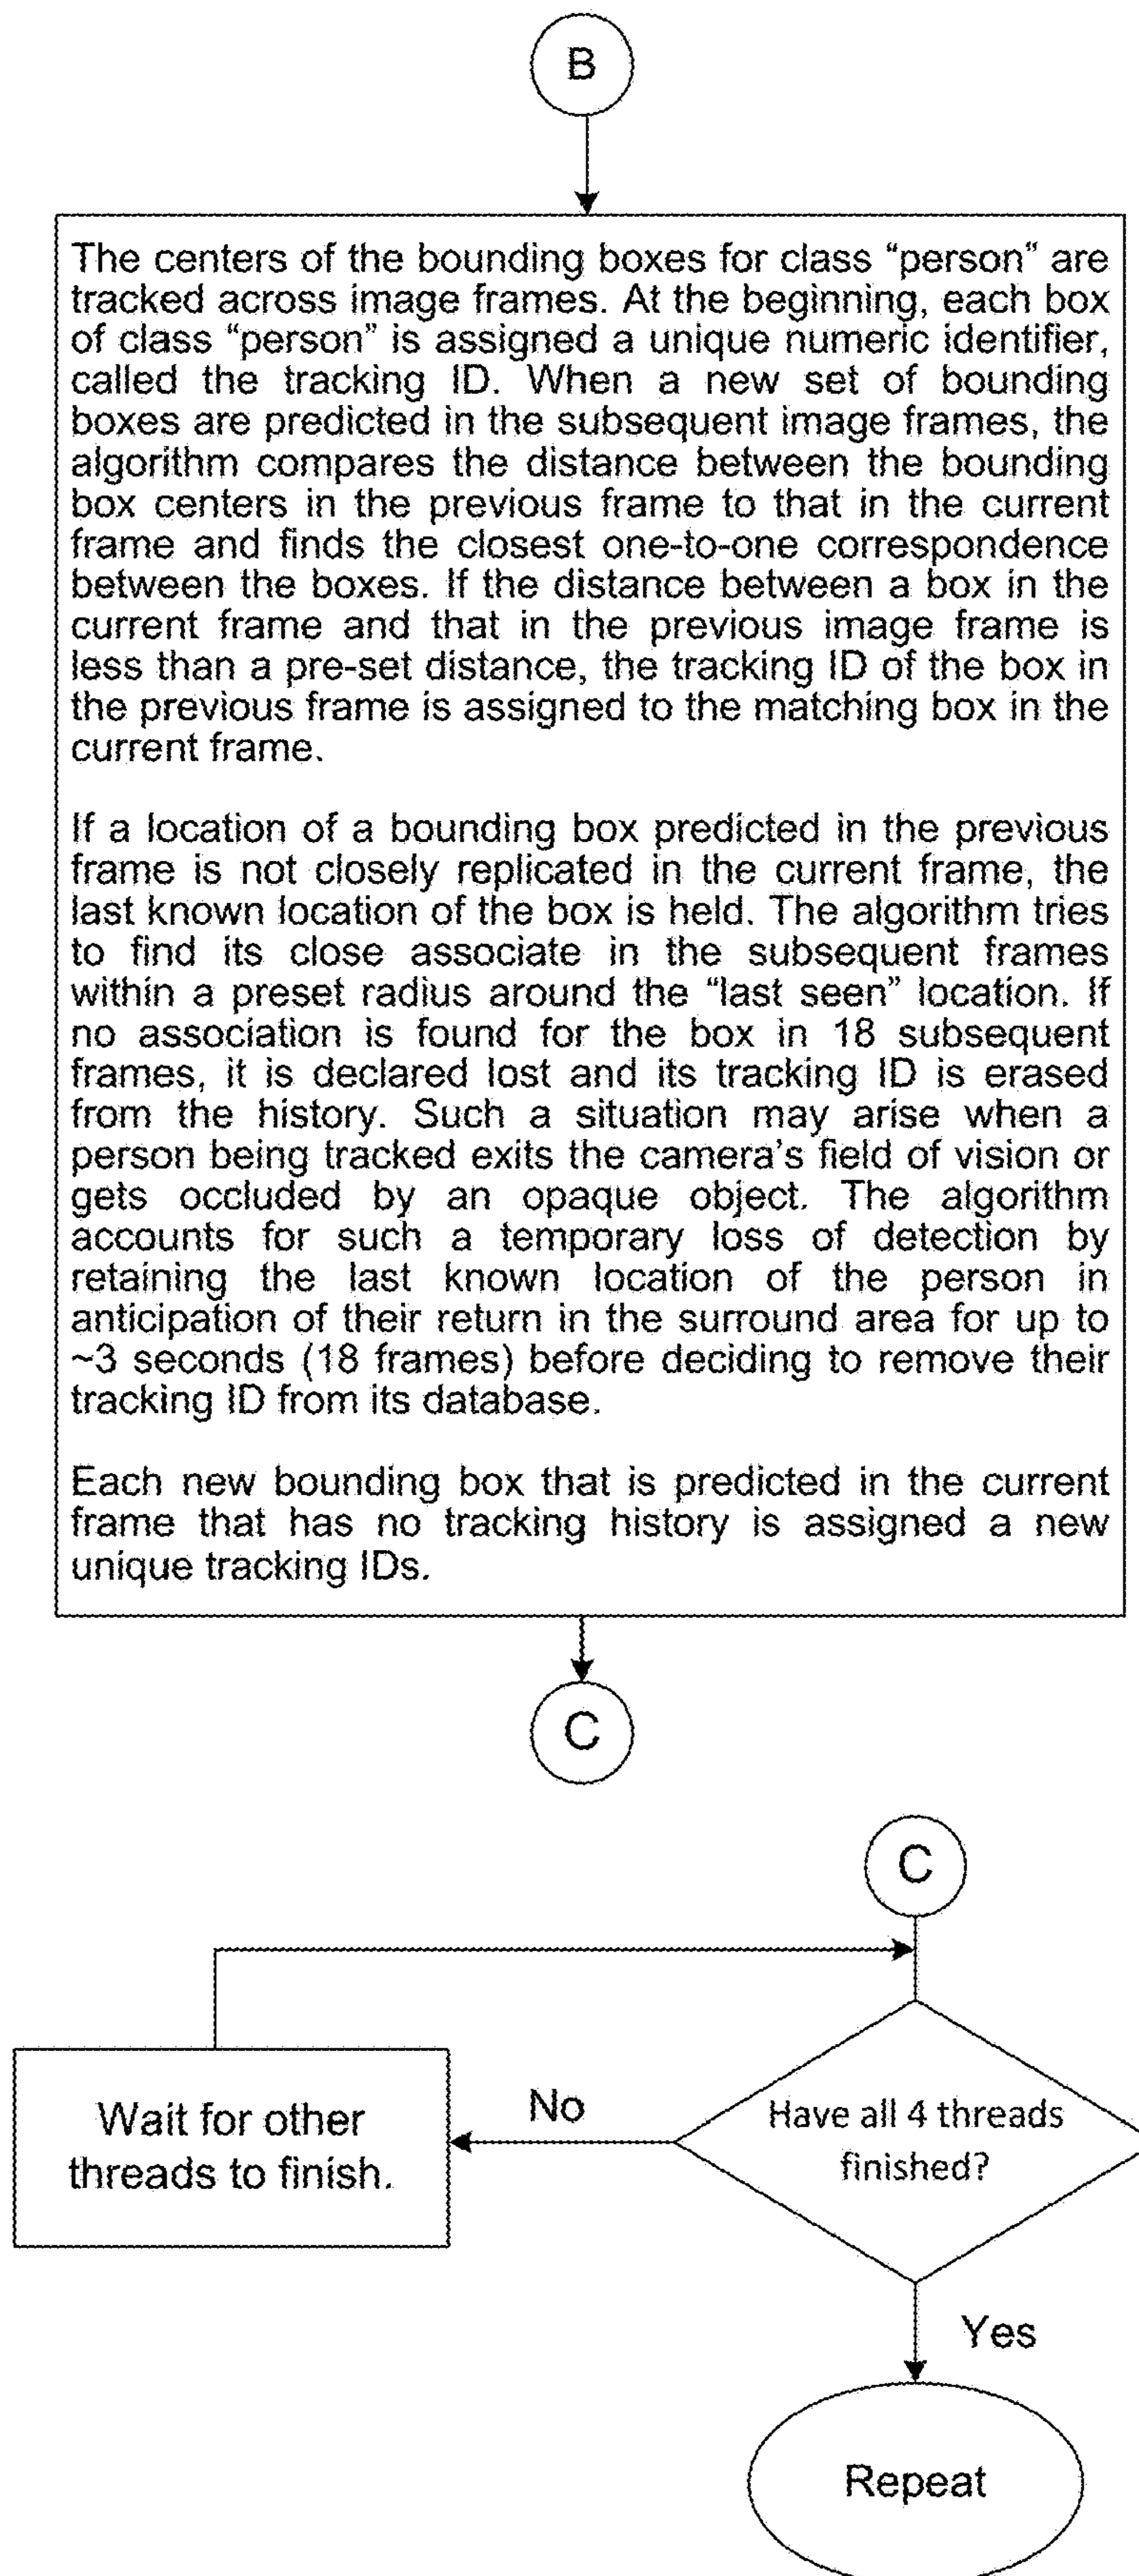 B
The centers of the bounding boxes for class “person” are
tracked across image frames. At the beginning, each box
of class “person” is assigned a unique numeric identifier,
called the tracking ID. When a new set of bounding
boxes are predicted in the subsequent image frames, the
algorithm compares the distance between the bounding
box centers in the previous frame to that in the current
frame and finds the closest one-to-one correspondence
between the boxes. If the distance between a box in the
current frame and that in the previous image frame is
less than a pre-set distance, the tracking ID of the box in
the previous frame is assigned to the matching box in the
current frame.
If a location of a bounding box predicted in the previous
frame is not closely replicated in the current frame, the
last known location of the box is held. The algorithm tries
to find its close associate in the subsequent frames
within a preset radius around the “last seen” location. If
no association is found for the box in 18 subsequent
frames, it is declared lost and its tracking ID is erased
from the history. Such a situation may arise when a
person being tracked exits the camera’s field of vision or
gets occluded by an opaque object. The algorithm
accounts for such a temporary loss of detection by
retaining the last known location of the person in
anticipation of their return in the surround area for up to
~3 seconds (18 frames) before deciding to remove their
tracking ID from its database.
Each new bounding box that is predicted in the current
frame that has no tracking history is assigned a new
unique tracking IDs.
C
C
Have all 4 threads
finished?
No
Wait for other
threads to finish.
Yes
Repeat